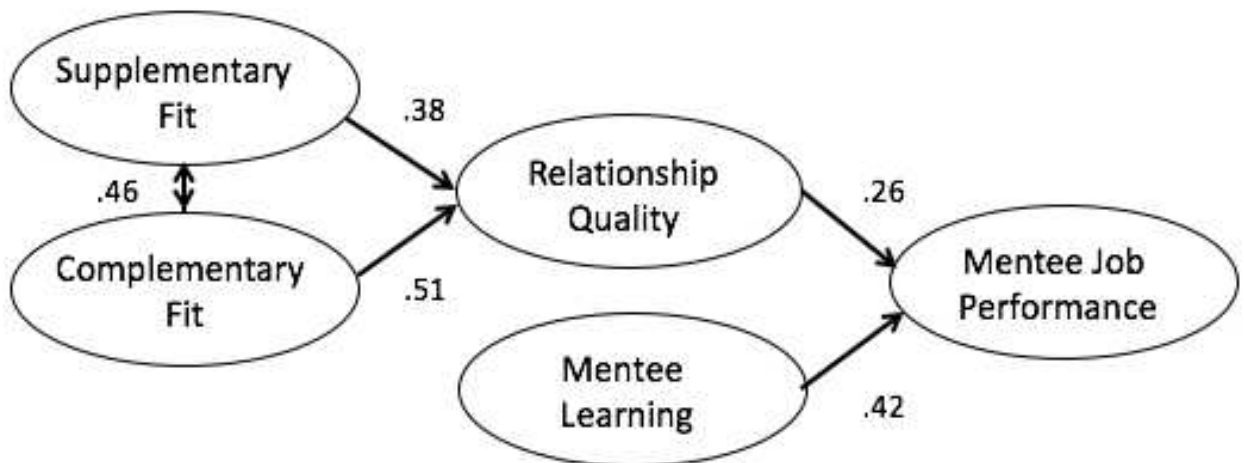 Supplementary
Fit
.38
.46
Relationship
Quality
.26
Complementary
Fit
.51
Mentee Job
Performance
Mentee
Learning
.42